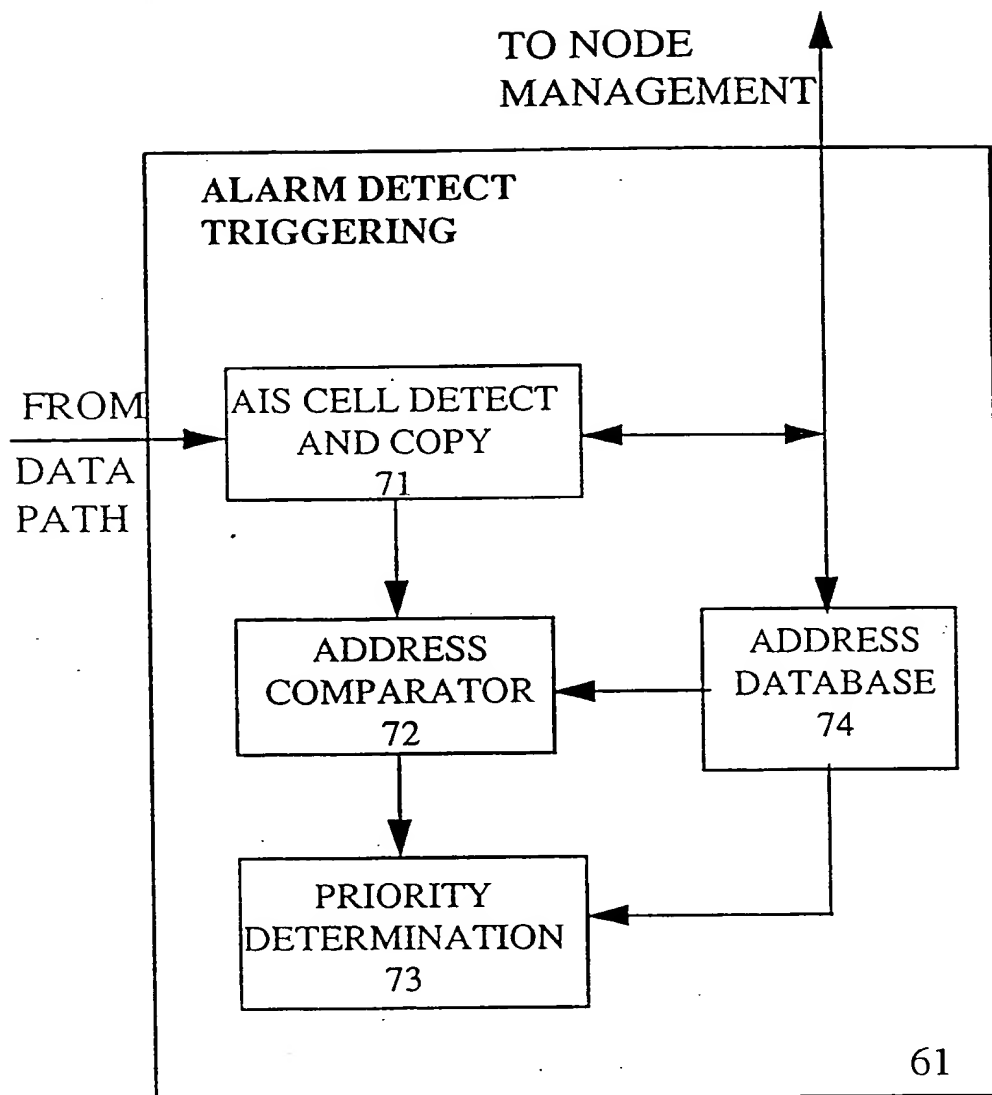 TO NODE
MANAGEMENT
ALARM DETECT
TRIGGERING
FROM
DATA
PATH
AIS CELL DETECT
AND COPY
71
ADDRESS
COMPARATOR
72
ADDRESS
DATABASE
74
PRIORITY
DETERMINATION
73
61